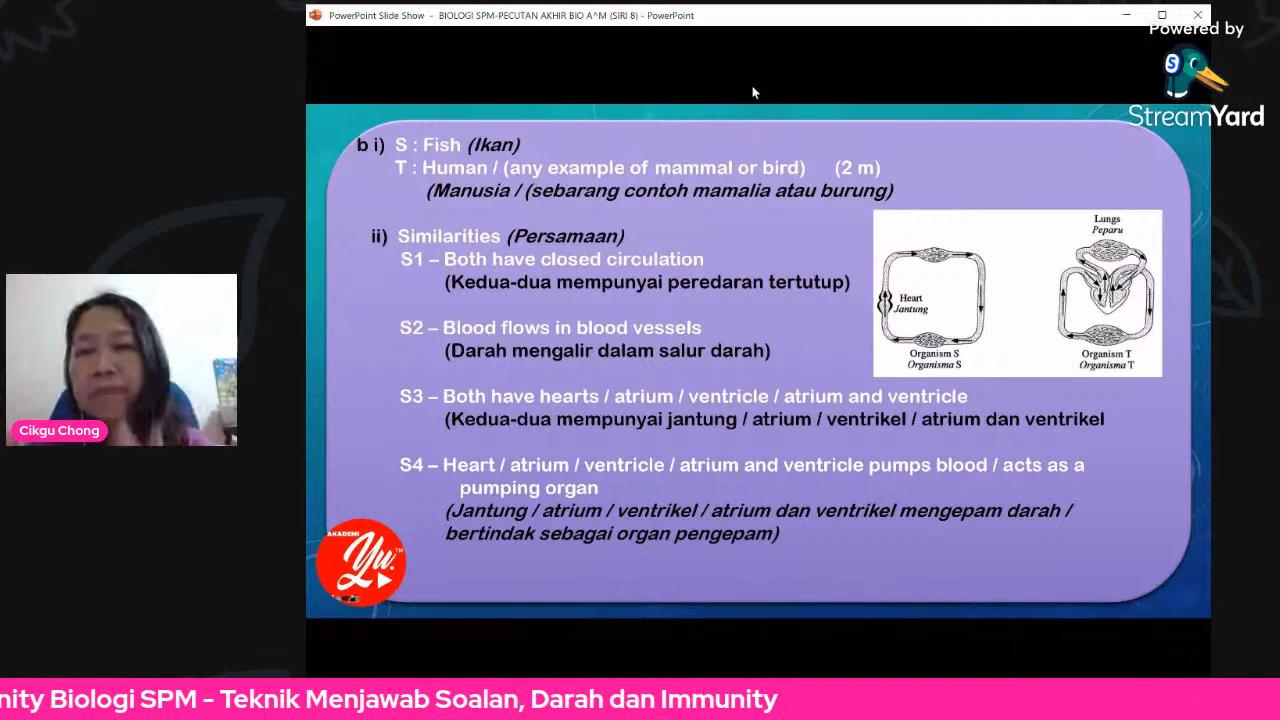 PowerPoint Slide Show - BIOLOGI SPM-PECUTAN AKHIR BIO A^M (SIRI 8) - PowerPoint
Powered by
S
StreamYard
b i) S : Fish (Ikan)
T : Human / (any example of mammal or bird) (2 m)
(Manusia / (sebarang contoh mamalia atau burung)
ii) Similarities (Persamaan)
S1 – Both have closed circulation
(Kedua-dua mempunyai peredaran tertutup)
S2 – Blood flows in blood vessels
(Darah mengalir dalam salur darah)
S3 – Both have hearts / atrium / ventricle / atrium and ventricle
(Kedua-dua mempunyai jantung / atrium / ventrikel / atrium dan ventrikel
S4 – Heart / atrium / ventricle / atrium and ventricle pumps blood / acts as a
pumping organ
(Jantung / atrium / ventrikel / atrium dan ventrikel mengepam darah /
bertindak sebagai organ pengepam)
Lungs
Peparu
Heart
Jantung
Organism S
Organisma S
Organism T
Organisma T
Cikgu Chong
AKADEMI
Yu.
TM
nity Biologi SPM - Teknik Menjawab Soalan, Darah dan Immunity